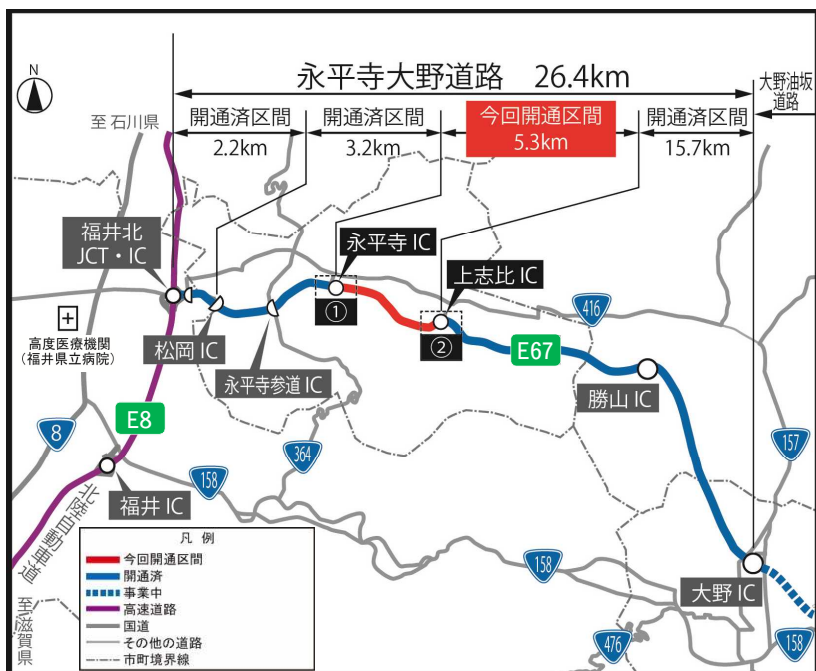 永平寺大野道路 26.4km
大野油坂
道路
開通済区間
2.2km
開通済区間
3.2km
今回開通区間
5.3km
開通済区間
15.7km
N
至 石川県
福井北
JCT・IC
永平寺 IC
上志比 IC
①
②
416
高度医療機関
(福井県立病院)
松岡 IC
永平寺参道 IC
E67
勝山 IC
E8
8
364
157
158
福井 IC
北陸自動車道
158
大野 IC
476
158
至 滋賀県
凡 例
今回開通区間
開通済
事業中
高速道路
国道
その他の道路
市町境界線